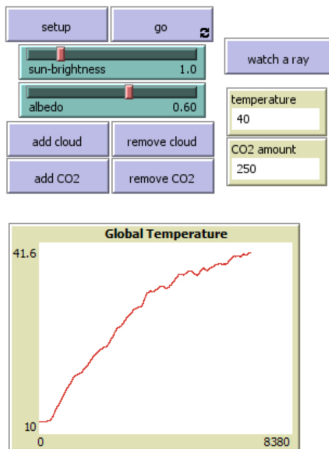 setup go
sun-brightness 1.0
watch a ray
albedo 0.60
temperature
40
add cloud remove cloud
CO2 amount
250
add CO2 remove CO2
Global Temperature
41.6
10
0 8380